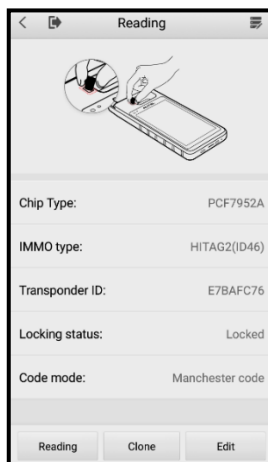 Reading
Chip Type: PCF7952A
IMMO type: HITAG2(ID46)
Transponder ID: E7BAFC76
Locking status: Locked
Code mode: Manchester code
Reading Clone Edit